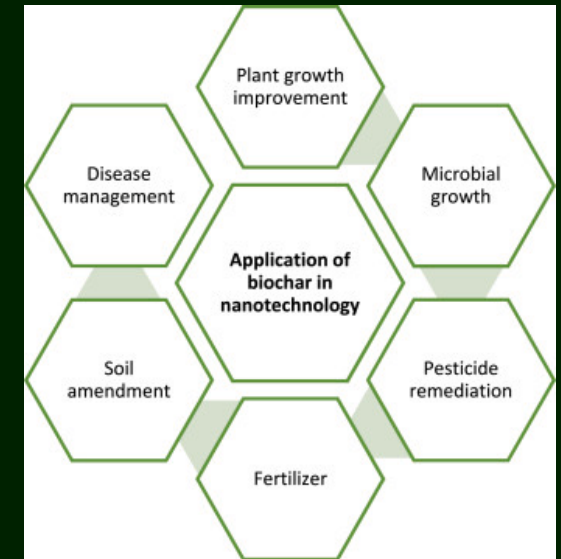 Plant growth
improvement
Disease
management
Microbial
growth
Application of
biochar in
nanotechnology
Soil
amendment
Pesticide
remediation
Fertilizer